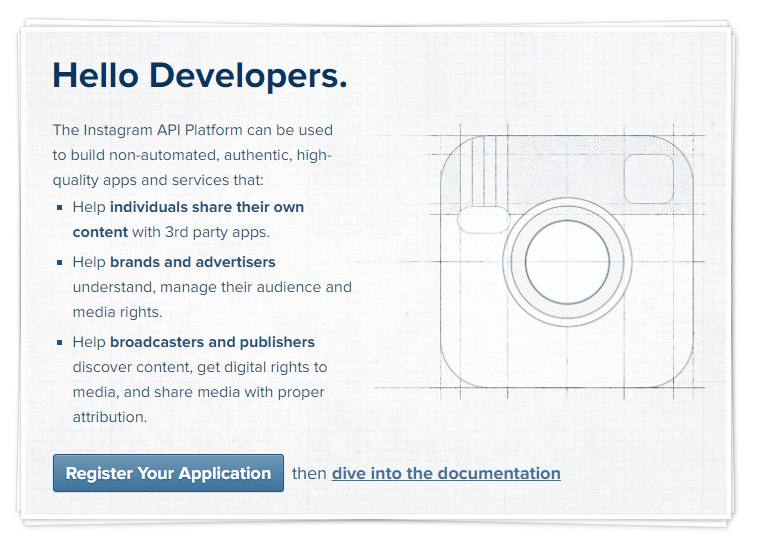 Hello Developers.
The Instagram API Platform can be used
to build non-automated, authentic, high-
quality apps and services that:
Help individuals share their own
content with 3rd party apps.
Help brands and advertisers
understand, manage their audience and
media rights.
Help broadcasters and publishers
discover content, get digital rights to
media, and share media with proper
attribution.
Register Your Application then dive into the documentation